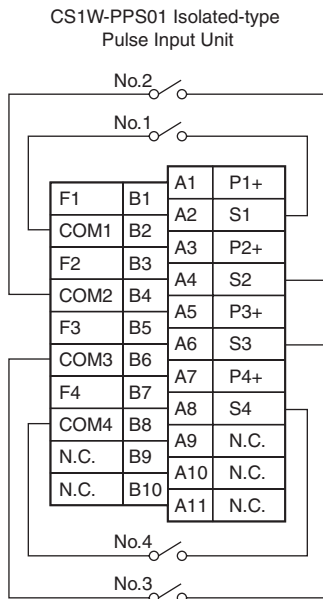 CS1W-PPS01 Isolated-type
Pulse Input Unit
No.2
No.1
A1 P1+
F1 B1
A2 S1
COM1 B2
A3 P2+
F2 B3
A4 S2
COM2 B4
A5 P3+
F3 B5
A6 S3
COM3 B6
A7 P4+
F4 B7
A8 S4
COM4 B8
A9 N.C.
N.C. B9
A10 N.C.
N.C. B10
A11 N.C.
No.4
No.3